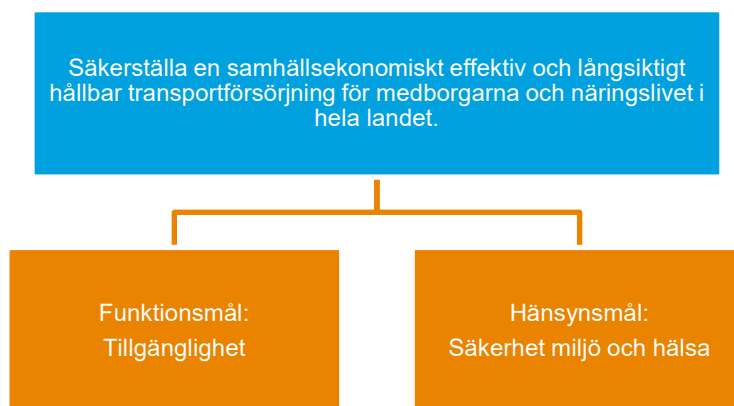 Säkerställa en samhällsekonomiskt effektiv och långsiktigt
hållbar transportförsörjning för medborgarna och näringslivet i
hela landet.
Funktionsmål:
Tillgänglighet
Hänsynsmål:
Säkerhet miljö och hälsa